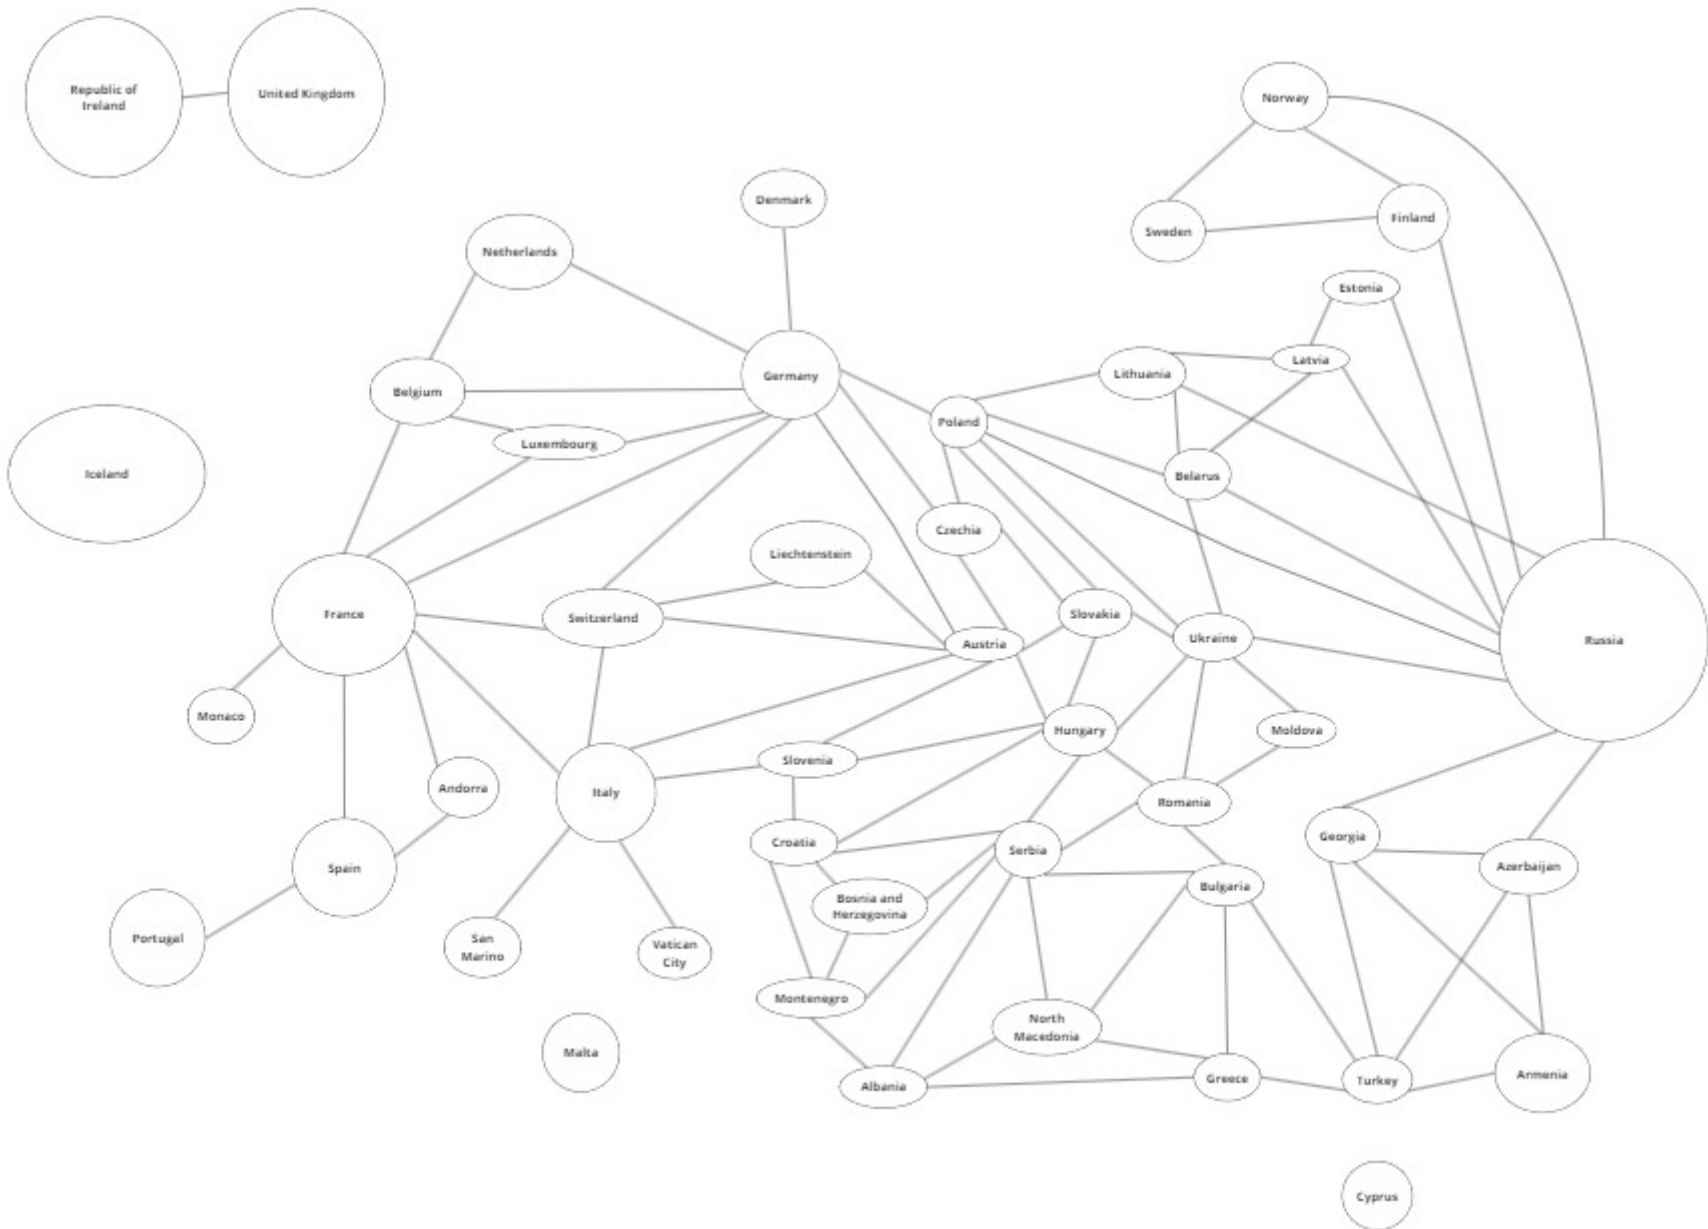 Republic of
Ireland
United Kingdom
Norway
Denmark
Finland
Sweden
Netherlands
Estonia
Latvia
Lithuania
Germany
Belgium
Poland
Luxembourg
Iceland
Belarus
Czechia
Liechtenstein
France
Switzerland
Slovakia
Ukraine
Russia
Austria
Monaco
Hungary
Moldova
Slovenia
Andorra
Italy
Romania
Georgia
Croatia
Serbia
Spain
Azerbaijan
Bulgaria
Bosnia and
Herzegovina
Portugal
San
Marino
Vatican
City
Montenegro
North
Macedonia
Malta
Armenia
Greece
Turkey
Albania
Cyprus